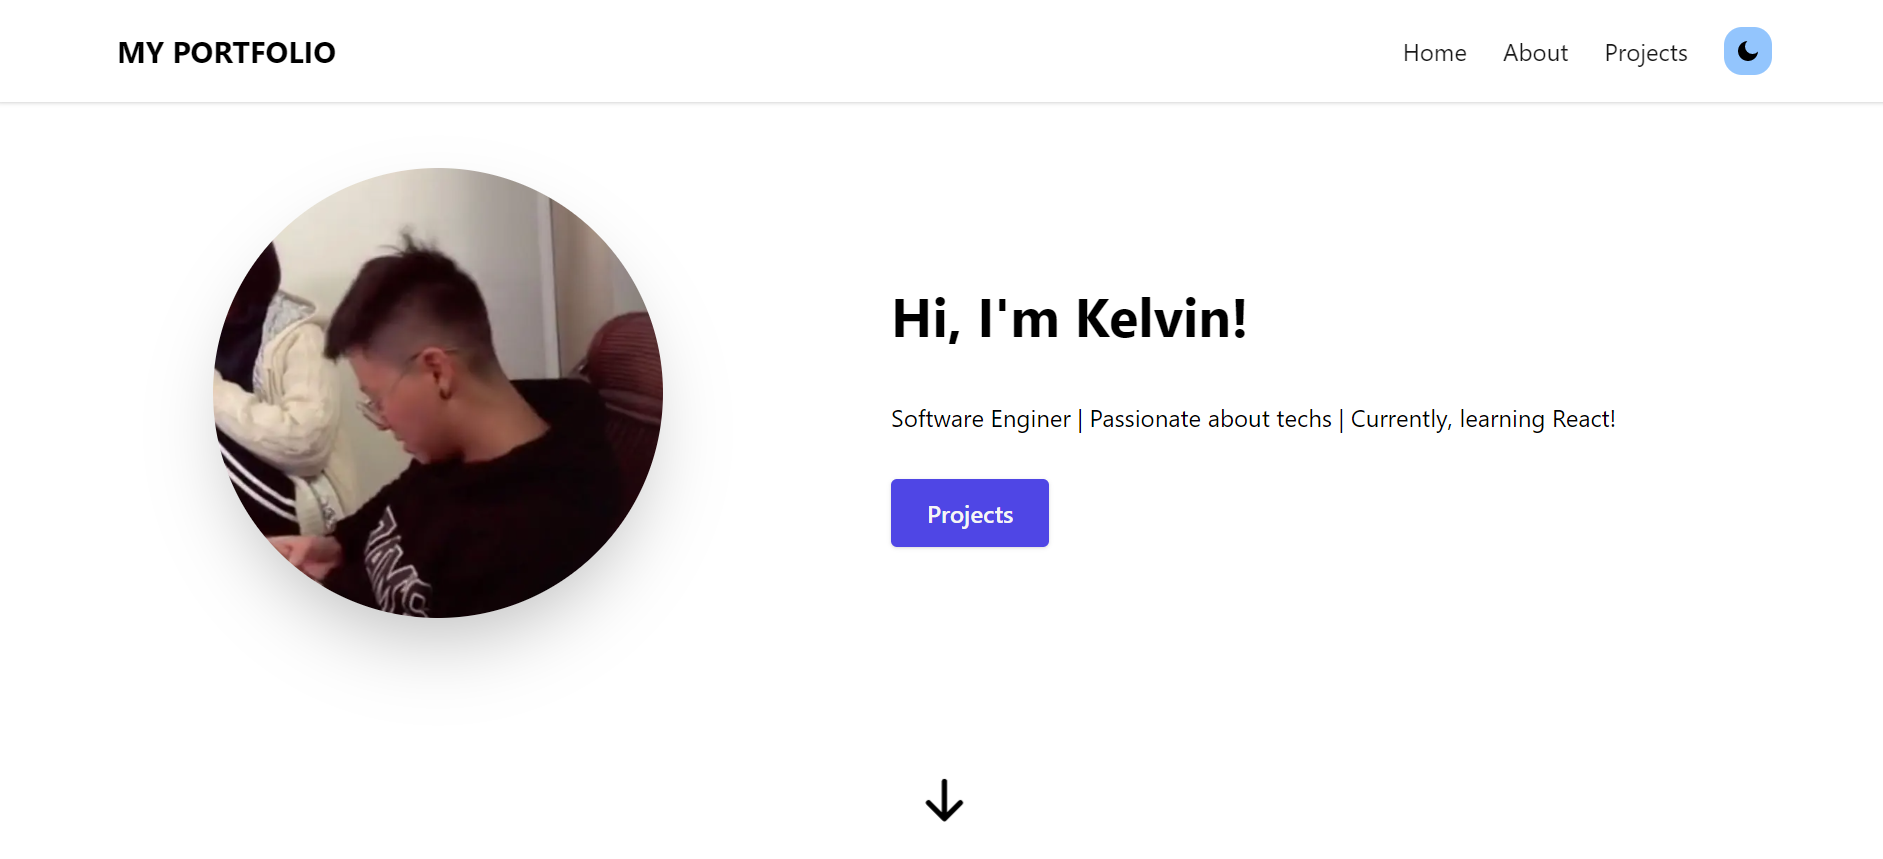 MY PORTFOLIO
Home About Projects
Hi, I'm Kelvin!
Software Enginer | Passionate about techs | Currently, learning React!
Projects